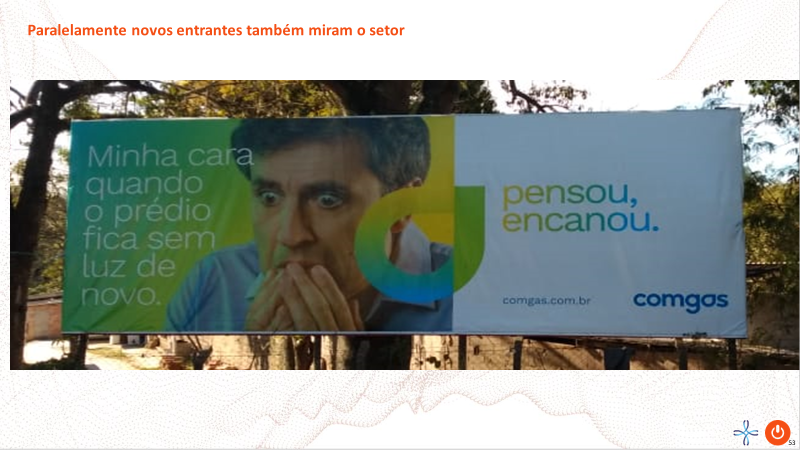 Paralelamente novos entrantes também miram o setor
Minha cara
quando
o prédio
fica sem
luz de
novo.
pensou,
encanou.
comgas.com.br
comgas
53